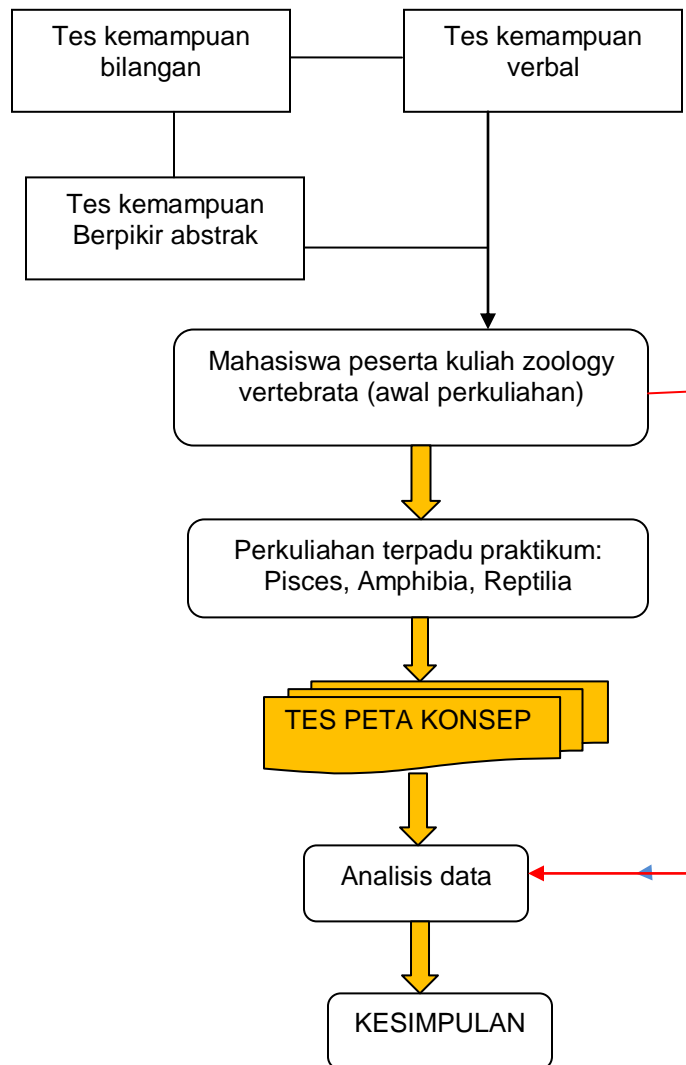 Tes kemampuan
bilangan
Tes kemampuan
verbal
Tes kemampuan
Berpikir abstrak
Mahasiswa peserta kuliah zoology
vertebrata (awal perkuliahan)
Perkuliahan terpadu praktikum:
Pisces, Amphibia, Reptilia
TES PETA KONSEP
Analisis data
KESIMPULAN